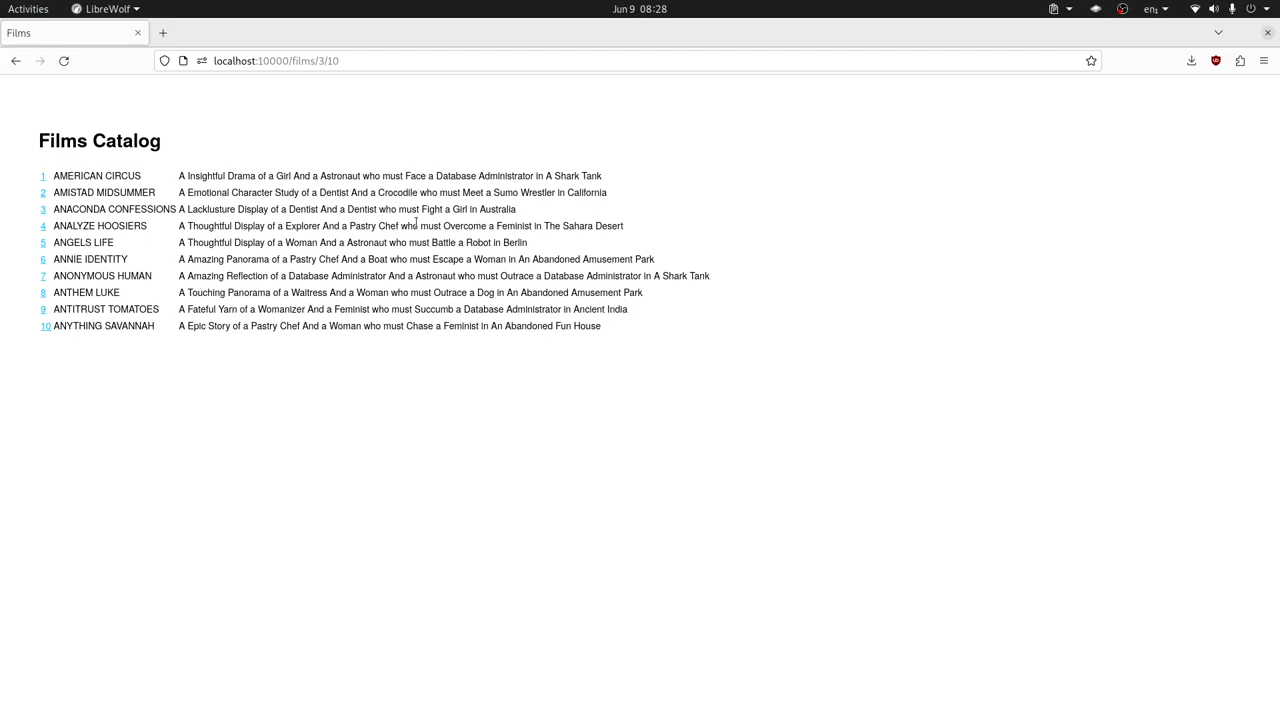 Activities LibreWolf Jun 9 08:28 en₁
Films
localhost:10000/films/3/10
Films Catalog
1 AMERICAN CIRCUS A Insightful Drama of a Girl And a Astronaut who must Face a Database Administrator in A Shark Tank
2 AMISTAD MIDSUMMER A Emotional Character Study of a Dentist And a Crocodile who must Meet a Sumo Wrestler in California
3 ANACONDA CONFESSIONS A Lacklusture Display of a Dentist And a Dentist who must Fight a Girl in Australia
4 ANALYZE HOOSIERS A Thoughtful Display of a Explorer And a Pastry Chef who must Overcome a Feminist in The Sahara Desert
5 ANGELS LIFE A Thoughtful Display of a Woman And a Astronaut who must Battle a Robot in Berlin
6 ANNIE IDENTITY A Amazing Panorama of a Pastry Chef And a Boat who must Escape a Woman in An Abandoned Amusement Park
7 ANONYMOUS HUMAN A Amazing Reflection of a Database Administrator And a Astronaut who must Outrace a Database Administrator in A Shark Tank
8 ANTHEM LUKE A Touching Panorama of a Waitress And a Woman who must Outrace a Dog in An Abandoned Amusement Park
9 ANTITRUST TOMATOES A Fateful Yarn of a Womanizer And a Feminist who must Succumb a Database Administrator in Ancient India
10 ANYTHING SAVANNAH A Epic Story of a Pastry Chef And a Woman who must Chase a Feminist in An Abandoned Fun House